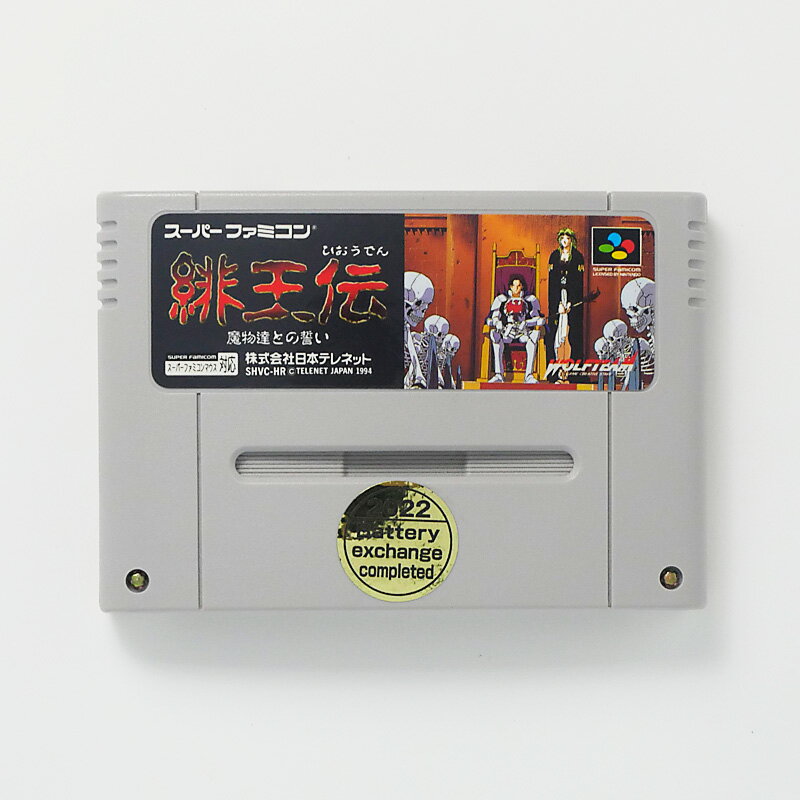 スーパーファミコン®
ひおうでん
緋王伝
魔物達との誓い
SUPER FAMICOM
スーパーファミコンマウス 対応
株式会社日本テレネット
SHVC-HR ©TELENET JAPAN 1994
SUPER FAMICOM
LICENSED BY NINTENDO
WOLFTEAM
2022
Battery
exchange
completed